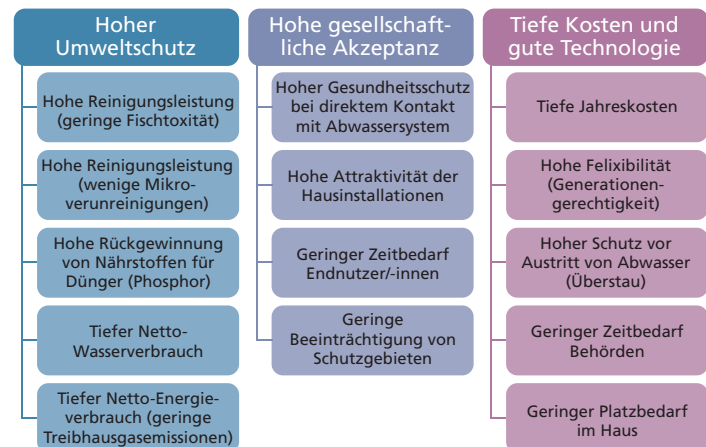 Hoher
Umweltschutz
Hohe Reinigungsleistung
(geringe Fischtoxität)
Hohe Reinigungsleistung
(wenige Mikro-
verunreinigungen)
Hohe Rückgewinnung
von Nährstoffen für
Dünger (Phosphor)
Tiefer Netto-
Wasserverbrauch
Tiefer Netto-Energie-
verbrauch (geringe
Treibhausgasemissionen)
Hohe gesellschaft-
liche Akzeptanz
Hoher Gesundheitsschutz
bei direktem Kontakt
mit Abwassersystem
Hohe Attraktivität der
Hausinstallationen
Geringer Zeitbedarf
Endnutzer/-innen
Geringe
Beeinträchtigung von
Schutzgebieten
Tiefe Kosten und
gute Technologie
Tiefe Jahreskosten
Hohe Felixibilität
(Generationen-
gerechtigkeit)
Hoher Schutz vor
Austritt von Abwasser
(Überstau)
Geringer Zeitbedarf
Behörden
Geringer Platzbedarf
im Haus